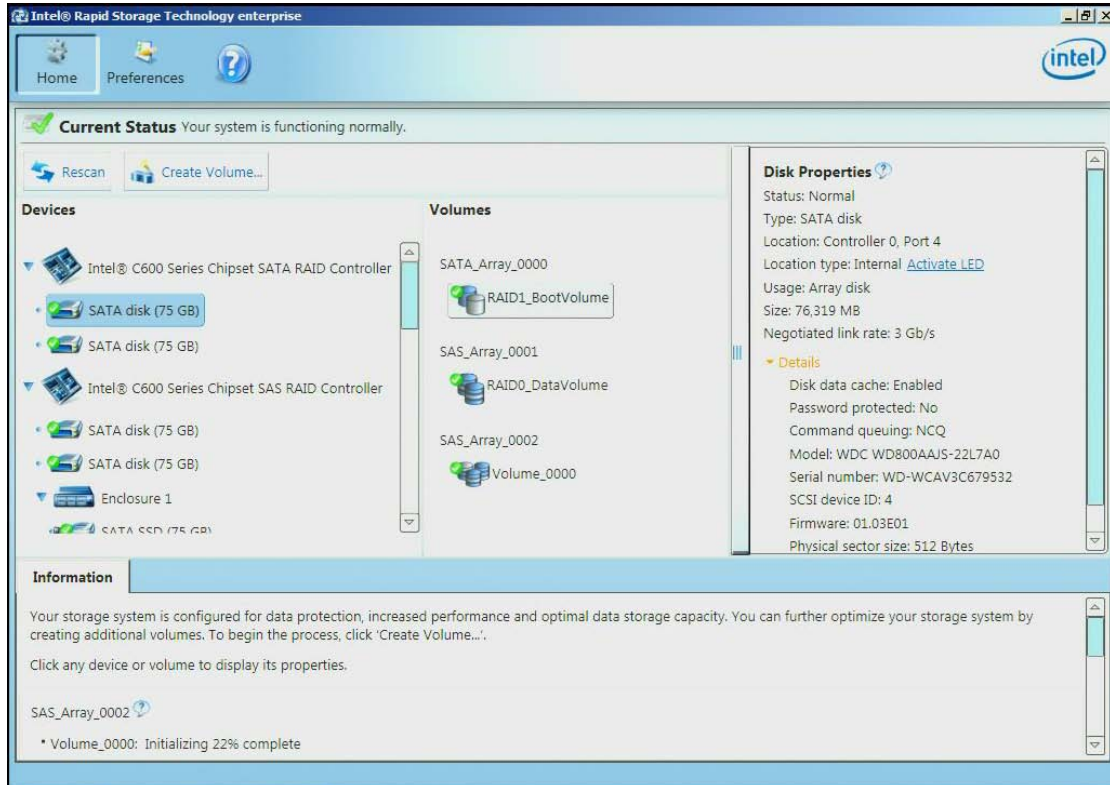 Intel® Rapid Storage Technology enterprise
Home
Preferences
?
intel
Current Status Your system is functioning normally.
Rescan
Create Volume...
Devices
Intel® C600 Series Chipset SATA RAID Controller
SATA disk (75 GB)
SATA disk (75 GB)
Intel® C600 Series Chipset SAS RAID Controller
SATA disk (75 GB)
SATA disk (75 GB)
Enclosure 1
SATA SSD (75 GB)
Volumes
SATA_Array_0000
RAID1_BootVolume
SAS_Array_0001
RAID0_DataVolume
SAS_Array_0002
Volume_0000
Disk Properties
Status: Normal
Type: SATA disk
Location: Controller 0, Port 4
Location type: Internal Activate LED
Usage: Array disk
Size: 76,319 MB
Negotiated link rate: 3 Gb/s
Details
Disk data cache: Enabled
Password protected: No
Command queuing: NCQ
Model: WDC WD800AAJS-22L7A0
Serial number: WD-WCAV3C679532
SCSI device ID: 4
Firmware: 01.03E01
Physical sector size: 512 Bytes
Information
Your storage system is configured for data protection, increased performance and optimal data storage capacity. You can further optimize your storage system by
creating additional volumes. To begin the process, click 'Create Volume...'.
Click any device or volume to display its properties.
SAS_Array_0002
• Volume_0000: Initializing 22% complete